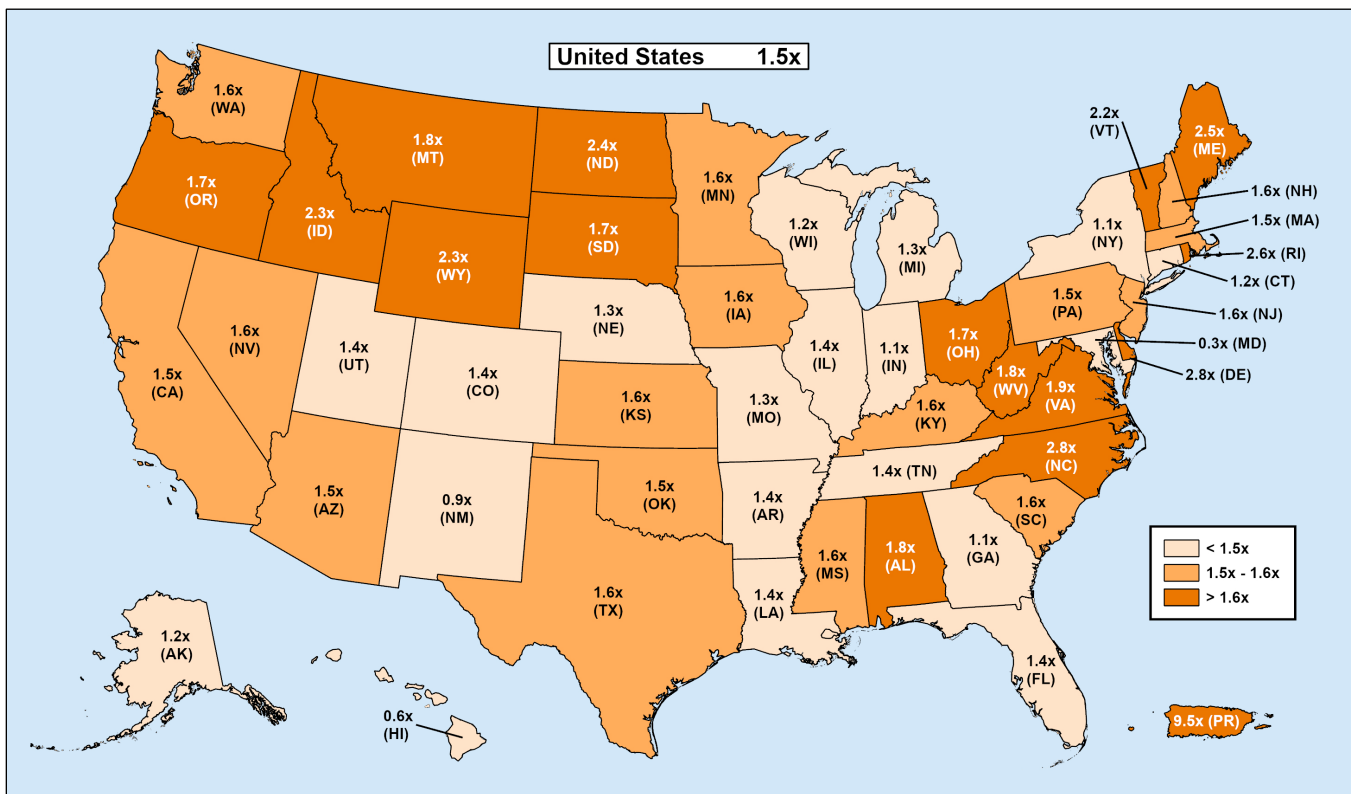 United States 1.5x
1.6x
(WA)
1.7x
(OR)
2.3x
(ID)
1.8x
(MT)
2.4x
(ND)
1.7x
(SD)
2.3x
(WY)
1.6x
(MN)
1.2x
(WI)
1.3x
(MI)
1.1x
(NY)
2.2x
(VT)
2.5x
(ME)
1.6x (NH)
1.5x (MA)
2.6x (RI)
1.2x (CT)
1.6x (NJ)
0.3x (MD)
2.8x (DE)
1.5x
(PA)
1.5x
(CA)
1.6x
(NV)
1.4x
(UT)
1.4x
(CO)
1.3x
(NE)
1.6x
(IA)
1.4x
(IL)
1.1x
(IN)
1.7x
(OH)
1.8x
(WV)
1.9x
(VA)
1.6x
(KS)
1.3x
(MO)
1.6x
(KY)
2.8x
(NC)
1.4x (TN)
1.5x
(AZ)
0.9x
(NM)
1.5x
(OK)
1.4x
(AR)
1.6x
(SC)
1.6x
(TX)
1.4x
(LA)
1.6x
(MS)
1.8x
(AL)
1.1x
(GA)
1.4x
(FL)
1.2x
(AK)
0.6x
(HI)
9.5x (PR)
< 1.5x
1.5x - 1.6x
> 1.6x